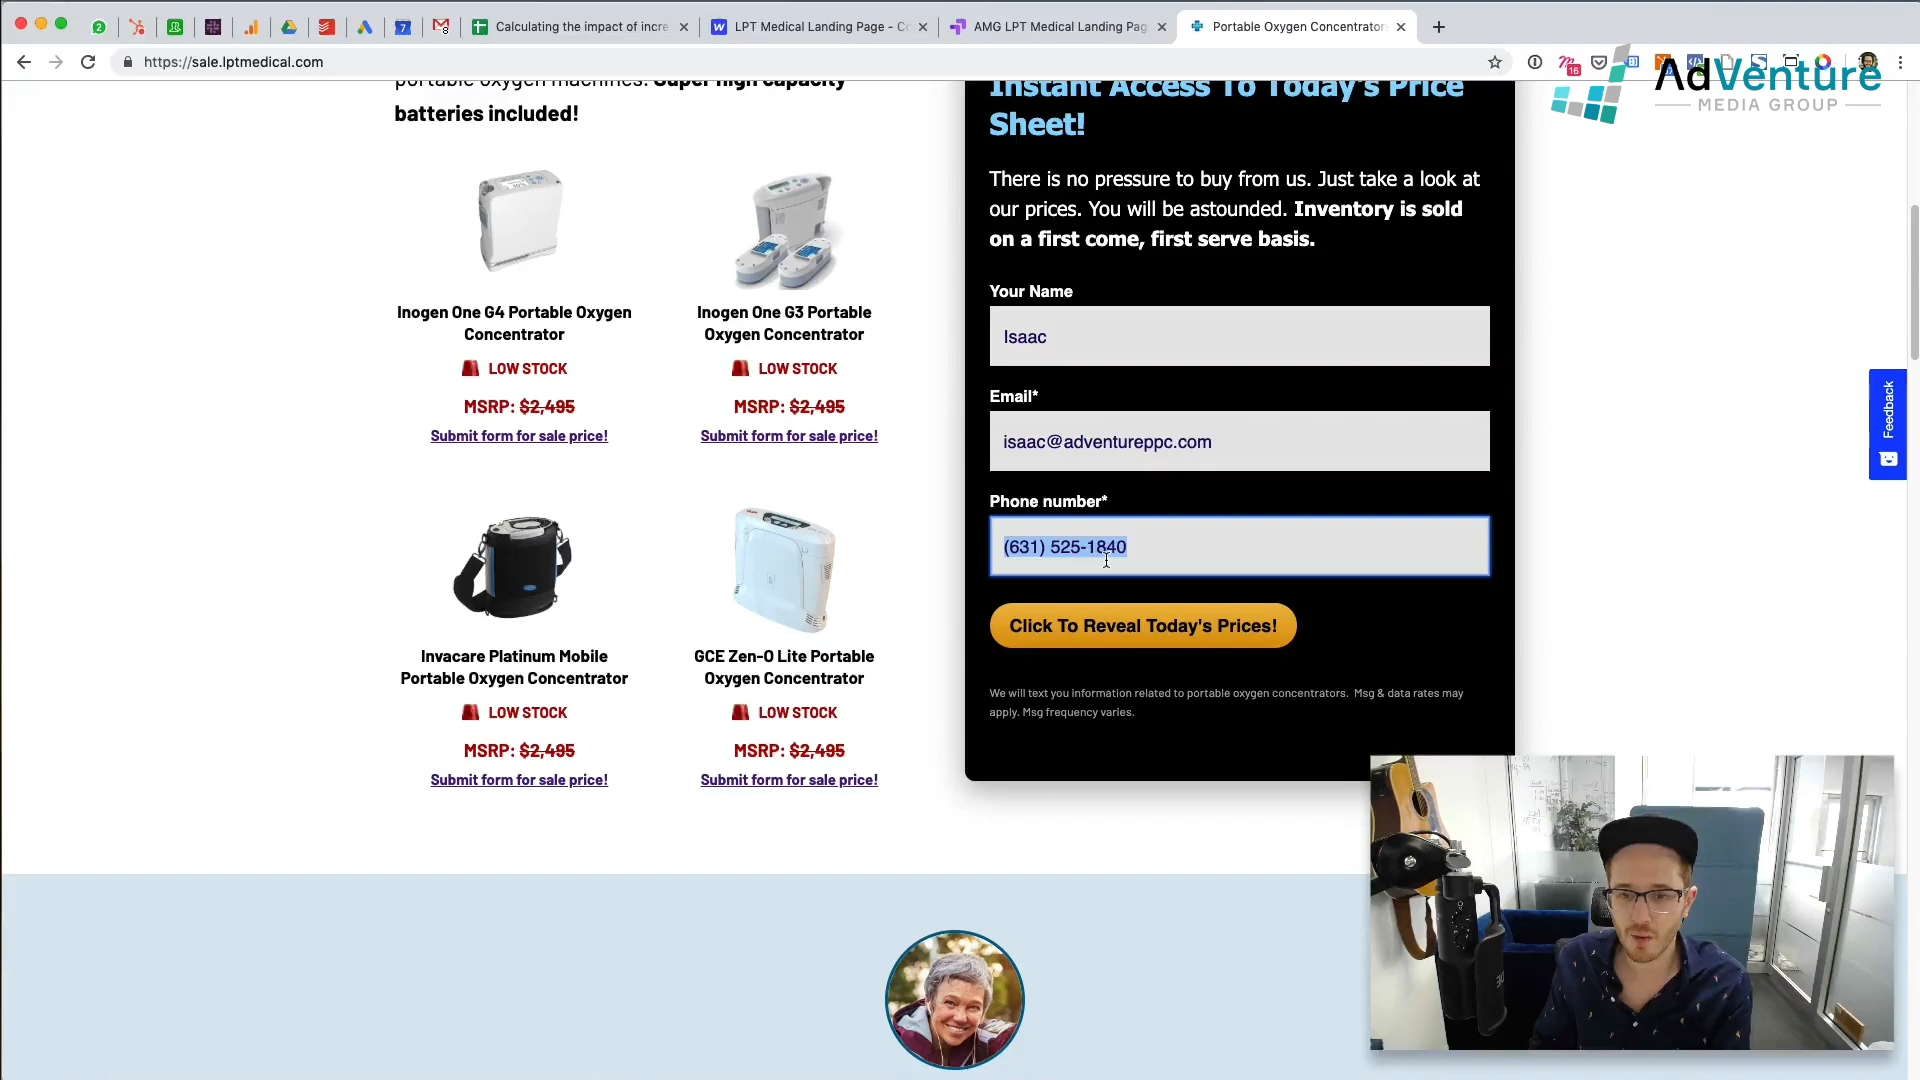 Calculating the impact of incre
LPT Medical Landing Page - Co
AMG LPT Medical Landing Pag
Portable Oxygen Concentrator
https://sale.lptmedical.com
16
AdVenture
MEDIA GROUP
portable oxygen machines. Super high capacity
batteries included!
Inogen One G4 Portable Oxygen
Concentrator
LOW STOCK
MSRP: $2,495
Submit form for sale price!
Inogen One G3 Portable
Oxygen Concentrator
LOW STOCK
MSRP: $2,495
Submit form for sale price!
Invacare Platinum Mobile
Portable Oxygen Concentrator
LOW STOCK
MSRP: $2,495
Submit form for sale price!
GCE Zen-O Lite Portable
Oxygen Concentrator
LOW STOCK
MSRP: $2,495
Submit form for sale price!
Instant Access To Today's Price
Sheet!
There is no pressure to buy from us. Just take a look at
our prices. You will be astounded. Inventory is sold
on a first come, first serve basis.
Your Name
Isaac
Email*
isaac@adventureppc.com
Phone number*
(631) 525-1840
Click To Reveal Today's Prices!
We will text you information related to portable oxygen concentrators. Msg & data rates may
apply. Msg frequency varies.
Feedback